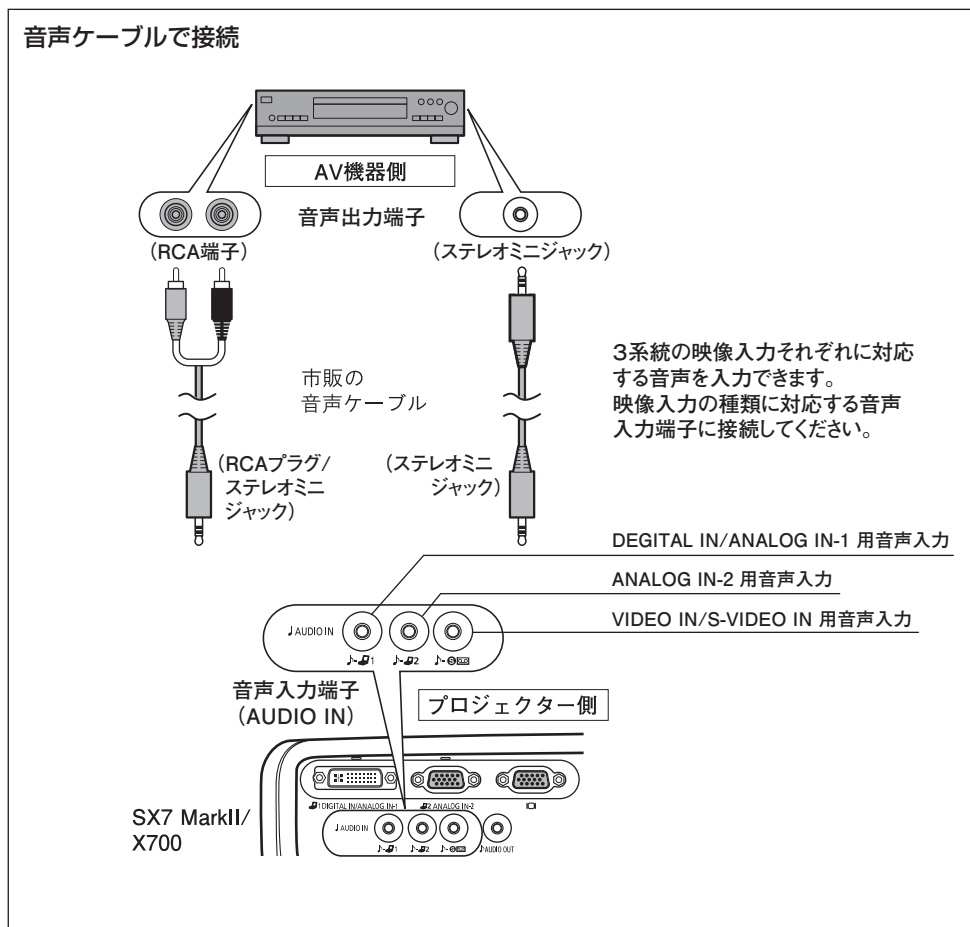 音声ケーブルで接続
AV機器側
音声出力端子
(RCA端子)
(ステレオミニジャック)
市販の
音声ケーブル
3系統の映像入力それぞれに対応
する音声を入力できます。
映像入力の種類に対応する音声
入力端子に接続してください。
(RCAプラグ/
ステレオミニ
ジャック)
(ステレオミニ
ジャック)
DEGITAL IN/ANALOG IN-1 用音声入力
ANALOG IN-2 用音声入力
VIDEO IN/S-VIDEO IN 用音声入力
♪ AUDIO IN
1
2
S
音声入力端子
(AUDIO IN)
プロジェクター側
SX7 MarkII/
X700
1 DIGITAL IN/ANALOG IN-1
2 ANALOG IN-2
♪ AUDIO IN
1
2
S
♪ AUDIO OUT